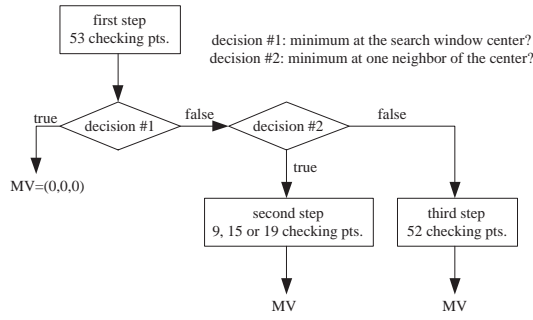 first step
53 checking pts.
decision #1: minimum at the search window center?
decision #2: minimum at one neighbor of the center?
true
decision #1
false
decision #2
false
MV=(0,0,0)
true
second step
9, 15 or 19 checking pts.
third step
52 checking pts.
MV
MV